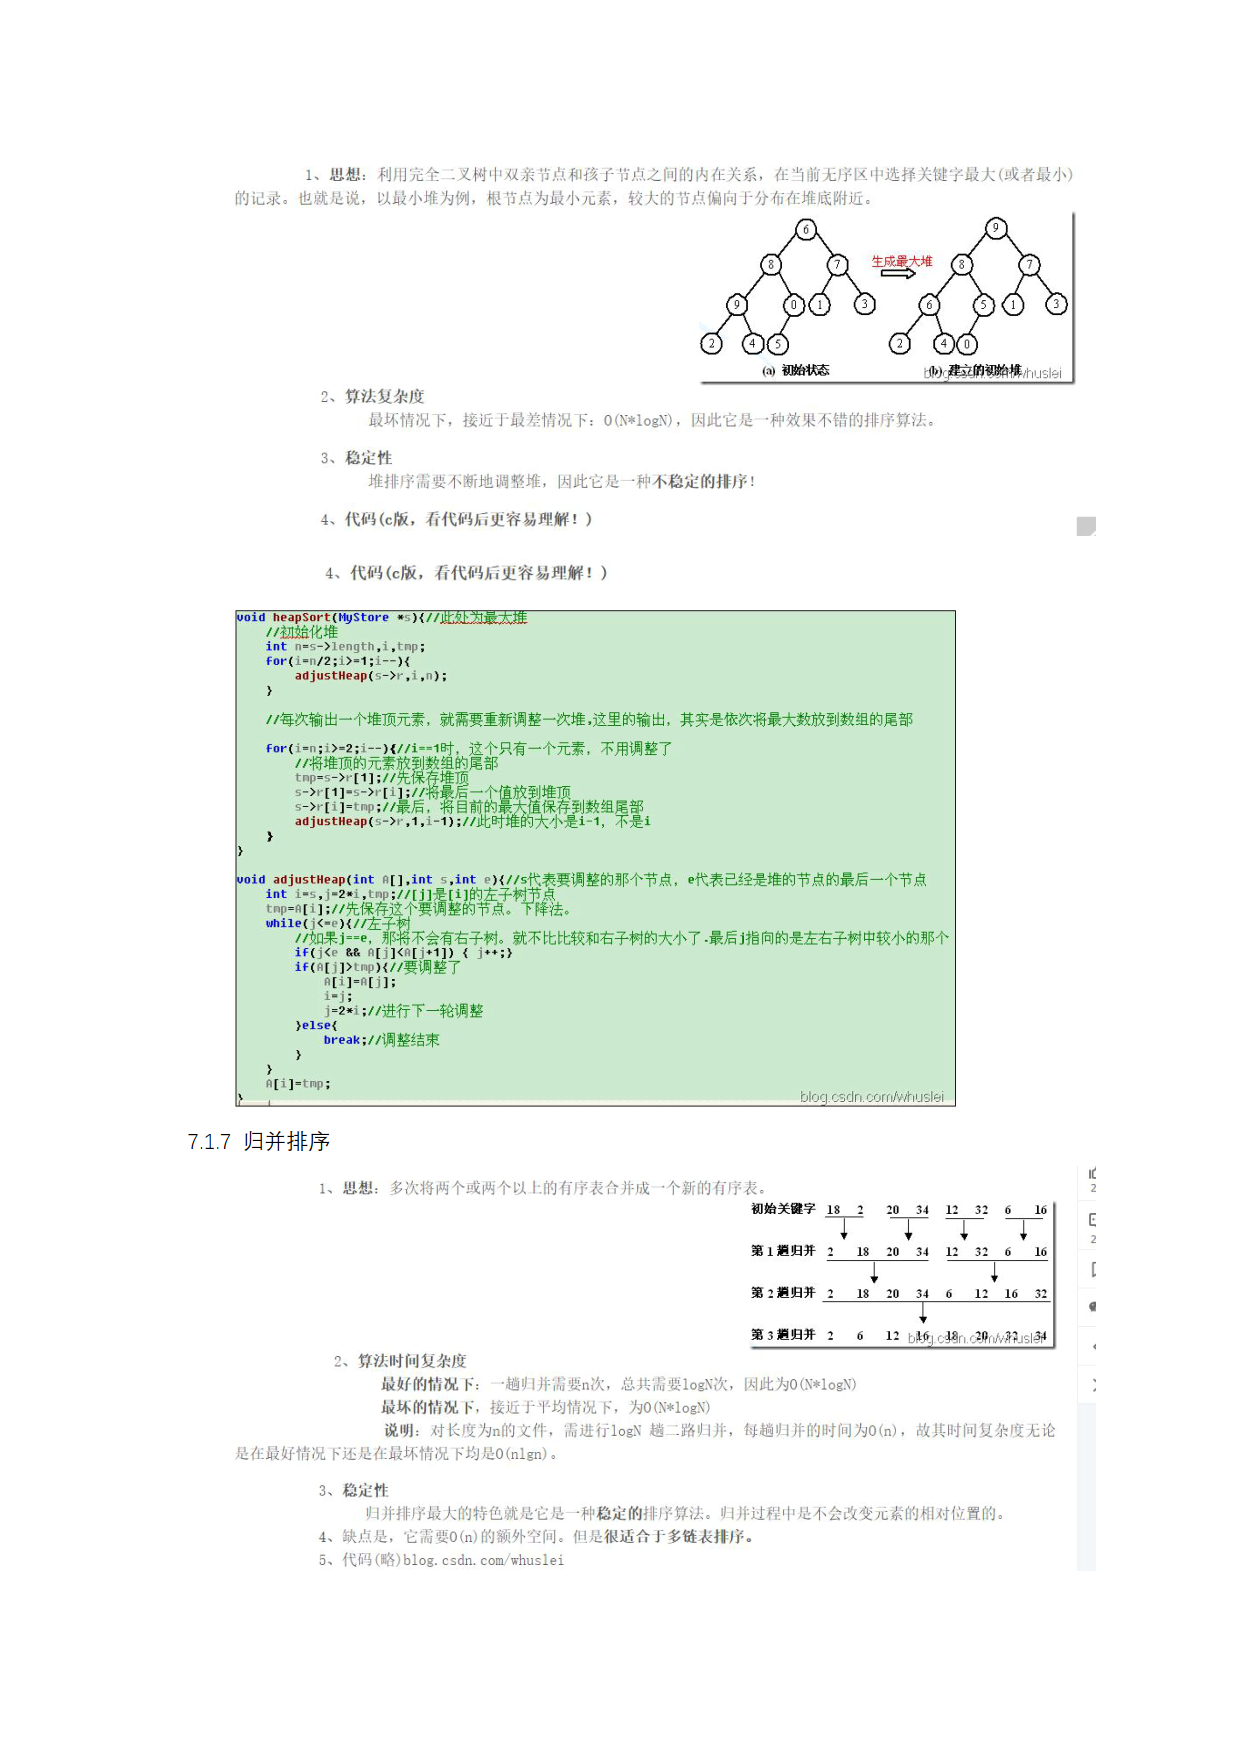 1、思想：利用完全二叉树中双亲节点和孩子节点之间的内在关系，在当前无序区中选择关键字最大(或者最小)
的记录。也就是说，以最小堆为例，根节点为最小元素，较大的节点偏向于分布在堆底附近。
6 9
8 7 生成最大堆 8 7
9 0 1 3 6 5 1 3
2 4 5 2 4 0
(a) 初始状态 (b) 建立的初始堆
blog.csdn.com/whuslei
2、算法复杂度
最坏情况下，接近于最差情况下：O(N*logN)，因此它是一种效果不错的排序算法。
3、稳定性
堆排序需要不断地调整堆，因此它是一种不稳定的排序！
4、代码(c版，看代码后更容易理解！)
4、代码(c版，看代码后更容易理解！)
void heapSort(MyStore *s){//此处为最大堆
//初始化堆
int n=s->length,i,tmp;
for(i=n/2;i>=1;i--){
adjustHeap(s->r,i,n);
}
//每次输出一个堆顶元素，就需要重新调整一次堆,这里的输出，其实是依次将最大数放到数组的尾部
for(i=n;i>=2;i--){//i==1时，这个只有一个元素，不用调整了
//将堆顶的元素放到数组的尾部
tmp=s->r[1];//先保存堆顶
s->r[1]=s->r[i];//将最后一个值放到堆顶
s->r[i]=tmp;//最后，将目前的最大值保存到数组尾部
adjustHeap(s->r,1,i-1);//此时堆的大小是i-1，不是i
}
}
void adjustHeap(int A[],int s,int e){//s代表要调整的那个节点，e代表已经是堆的节点的最后一个节点
int i=s,j=2*i,tmp;//[j]是[i]的左子树节点
tmp=A[i];//先保存这个要调整的节点。下降法。
while(j<=e){//左子树
//如果j==e，那将不会有右子树。就不比比较和右子树的大小了.最后j指向的是左右子树中较小的那个
if(j<e && A[j]<A[j+1]) { j++;}
if(A[j]>tmp){//要调整了
A[i]=A[j];
i=j;
j=2*i;//进行下一轮调整
}else{
break;//调整结束
}
}
A[i]=tmp;
}
blog.csdn.com/whuslei
7.1.7 归并排序
1、思想：多次将两个或两个以上的有序表合并成一个新的有序表。
初始关键字 18 2 20 34 12 32 6 16
第 1 趟归并 2 18 20 34 12 32 6 16
第 2 趟归并 2 18 20 34 6 12 16 32
第 3 趟归并 2 6 12 16 18 20 32 34
blog.csdn.com/whuslei
2、算法时间复杂度
最好的情况下：一趟归并需要n次，总共需要logN次，因此为O(N*logN)
最坏的情况下，接近于平均情况下，为O(N*logN)
说明：对长度为n的文件，需进行logN 趟二路归并，每趟归并的时间为O(n)，故其时间复杂度无论
是在最好情况下还是在最坏情况下均是O(nlgn)。
3、稳定性
归并排序最大的特色就是它是一种稳定的排序算法。归并过程中是不会改变元素的相对位置的。
4、缺点是，它需要O(n)的额外空间。但是很适合于多链表排序。
5、代码(略)blog.csdn.com/whuslei
2
2